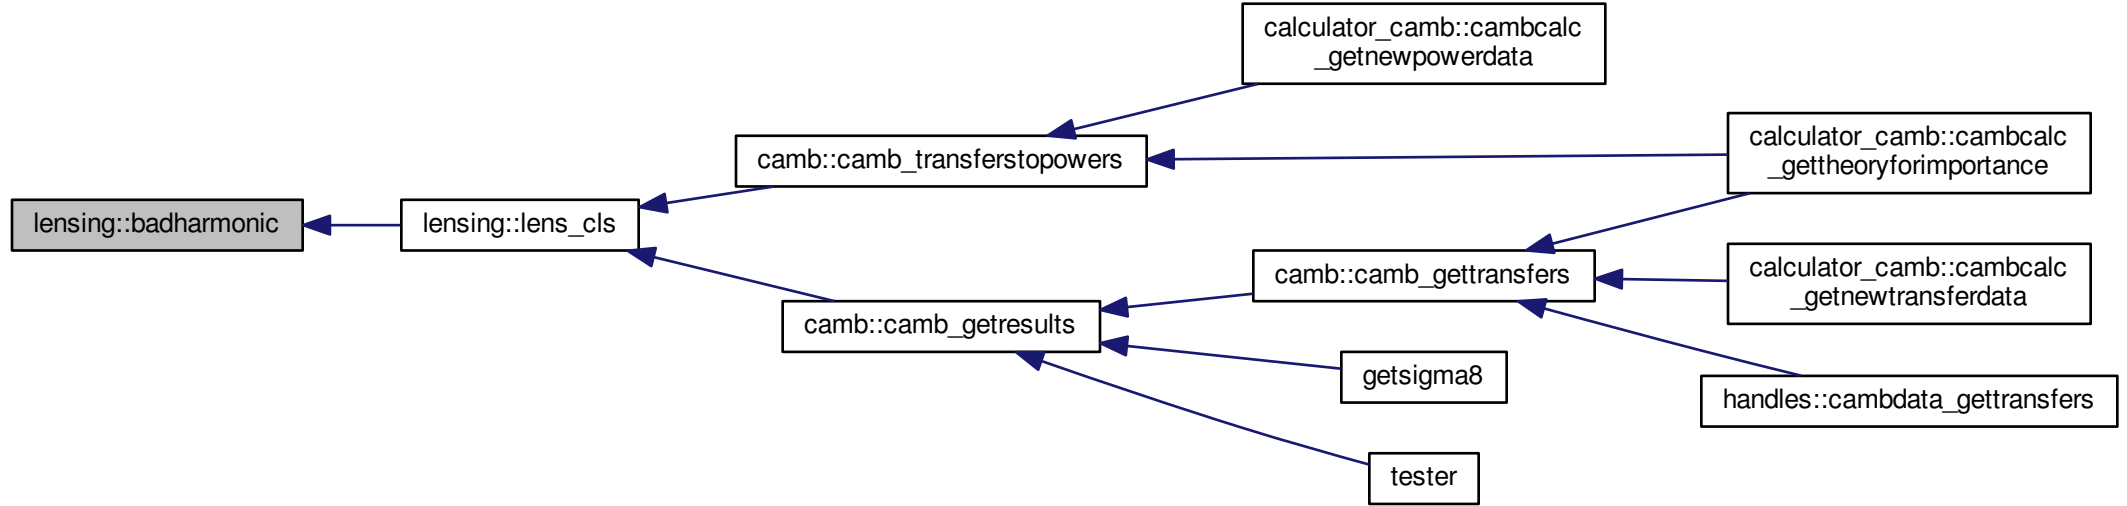 calculator_camb::cambcalc
_getnewpowerdata
calculator_camb::cambcalc
_gettheoryforimportance
camb::camb_transferstopowers
lensing::badharmonic
lensing::lens_cls
camb::camb_gettransfers
calculator_camb::cambcalc
_getnewtransferdata
camb::camb_getresults
getsigma8
handles::cambdata_gettransfers
tester